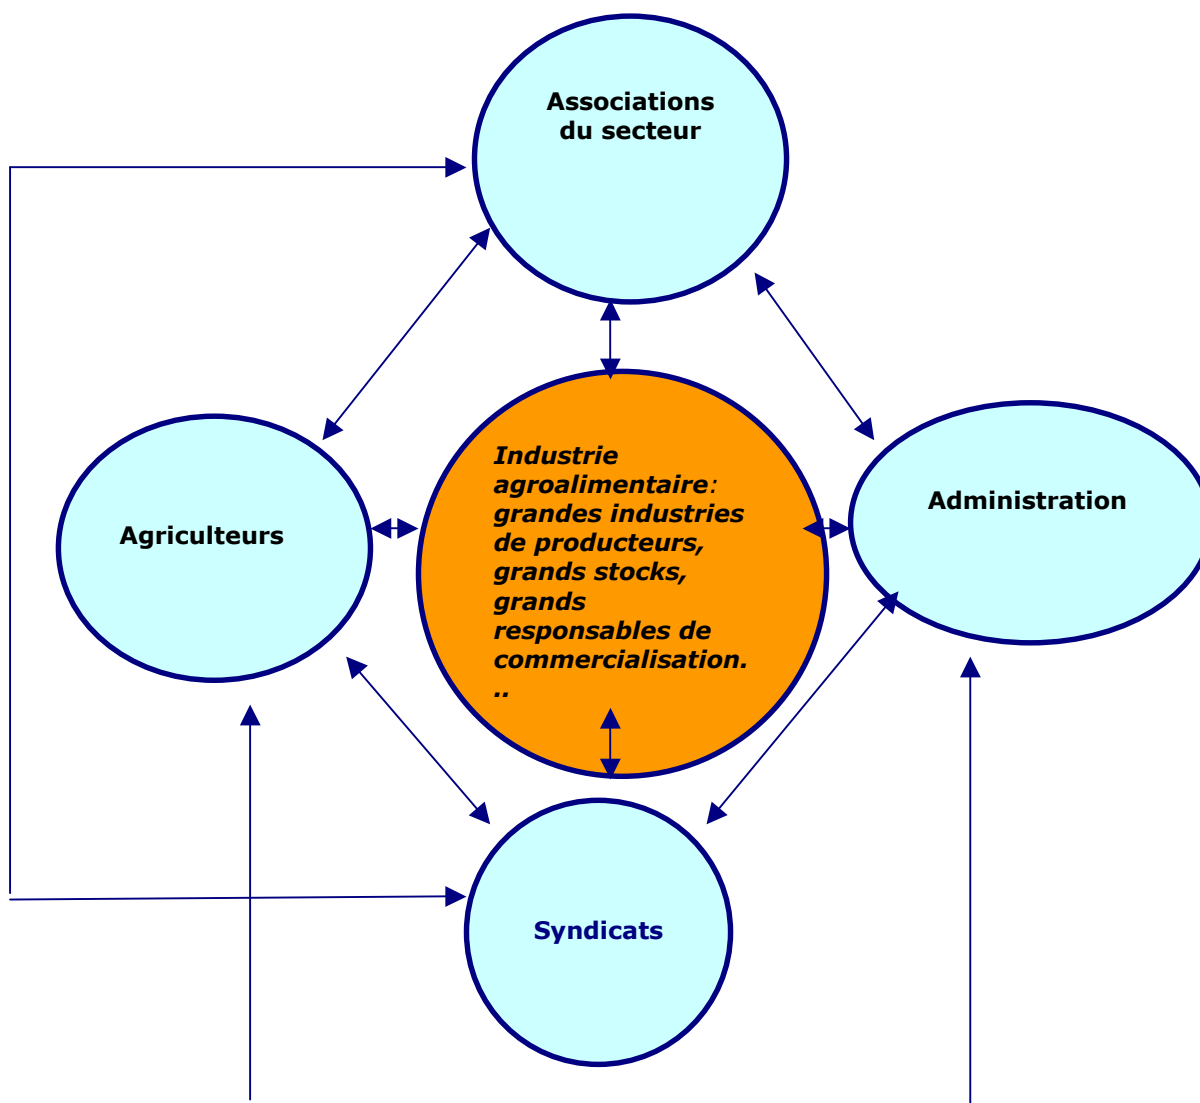 Associations
du secteur
Industrie
agroalimentaire:
grandes industries
de producteurs,
grands stocks,
grands
responsables de
commercialisation.
..
Administration
Agriculteurs
Syndicats